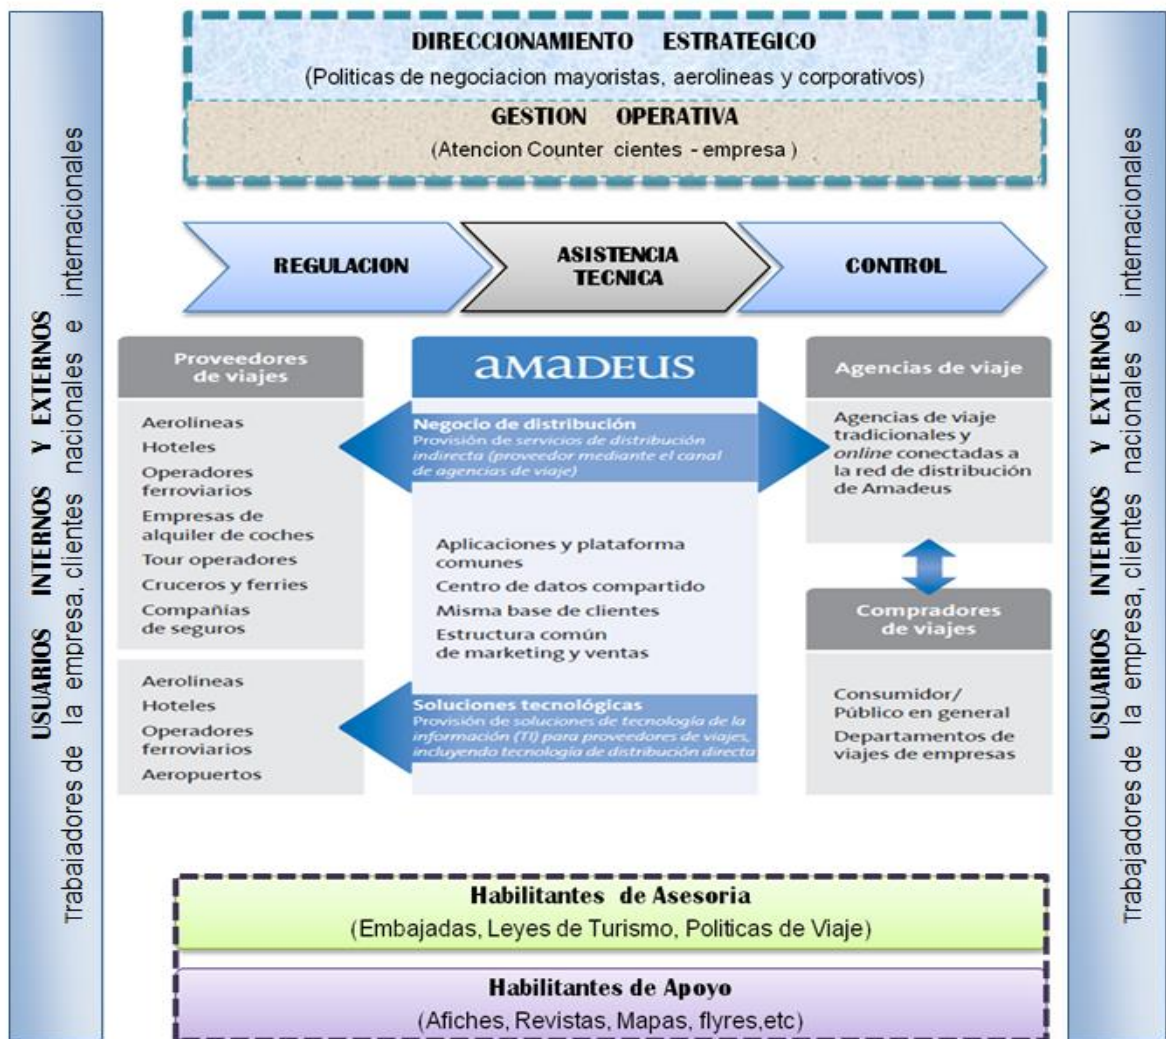 DIRECCIONAMIENTO ESTRATEGICO
(Politicas de negociacion mayoristas, aerolineas y corporativos)
GESTION OPERATIVA
(Atencion Counter cientes - empresa )
USUARIOS INTERNOS Y EXTERNOS
Trabajadores de la empresa, clientes nacionales e internacionales
REGULACION
ASISTENCIA
TECNICA
CONTROL
Proveedores
de viajes
Aerolíneas
Hoteles
Operadores
ferroviarios
Empresas de
alquiler de coches
Tour operadores
Cruceros y ferries
Compañías
de seguros
Aerolíneas
Hoteles
Operadores
ferroviarios
Aeropuertos
amadeus
Negocio de distribución
Provisión de servicios de distribución
indirecta (proveedor mediante el canal
de agencias de viaje)
Aplicaciones y plataforma
comunes
Centro de datos compartido
Misma base de clientes
Estructura común
de marketing y ventas
Soluciones tecnológicas
Provisión de soluciones de tecnología de la
información (TI) para proveedores de viajes,
incluyendo tecnología de distribución directa
Agencias de viaje
Agencias de viaje
tradicionales y
online conectadas a
la red de distribución
de Amadeus
Compradores
de viajes
Consumidor/
Público en general
Departamentos de
viajes de empresas
USUARIOS INTERNOS Y EXTERNOS
Trabajadores de la empresa, clientes nacionales e internacionales
Habilitantes de Asesoria
(Embajadas, Leyes de Turismo, Politicas de Viaje)
Habilitantes de Apoyo
(Afiches, Revistas, Mapas, flyres,etc)